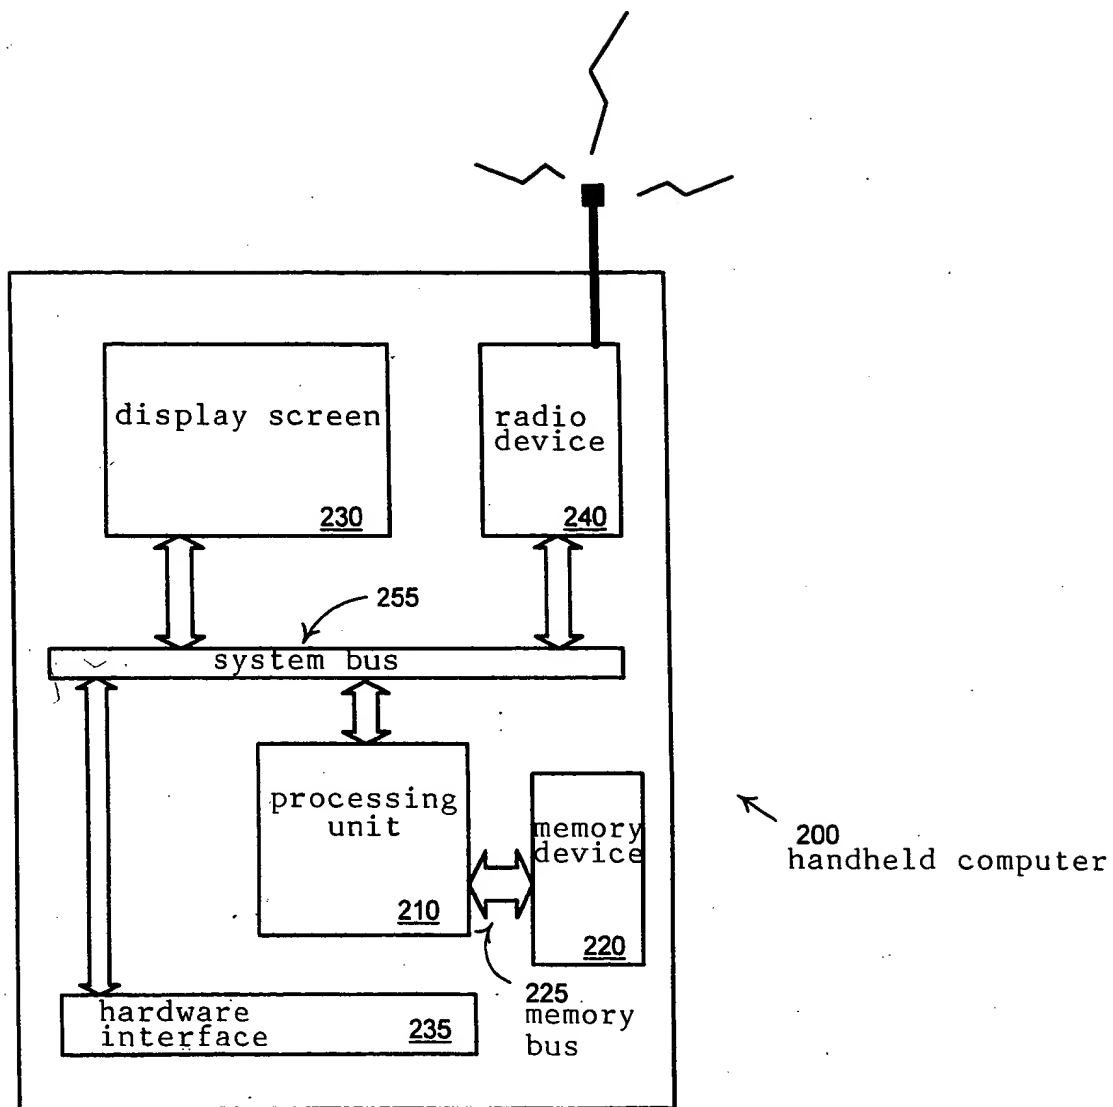 display screen
230
radio
device
240
255
system bus
processing
unit
210
memory
device
220
200
handheld computer
225
memory
bus
hardware
interface
235